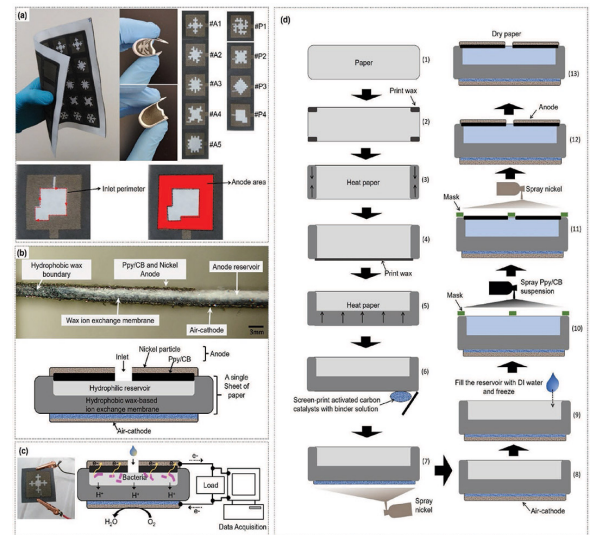 (a)
#A1
#P1
#A2
#P2
#A3
#P3
#A4
#P4
#A5
Inlet perimeter
Anode area
(b)
Hydrophobic wax
boundary
Ppy/CB and Nickel
Anode
Anode reservoir
Wax ion exchange membrane
Air-cathode
3mm
Nickel particle
Anode
Inlet
Ppy/CB
Hydrophilic reservoir
A single
Sheet of
paper
Hydrophobic wax-based
ion exchange membrane
Air-cathode
(c)
e-
Bacteria
Load
H+
H+
H+
e-
H2O
O2
Data Acquisition
(d)
Paper
(1)
Print wax
(2)
Heat paper
(3)
(4)
Print wax
Heat paper
(5)
(6)
Screen-print activated carbon
catalysts with binder solution
(7)
Spray
nickel
(8)
Air-cathode
(9)
Fill the reservoir with DI water
and freeze
(10)
Mask
Spray Ppy/CB
suspension
(11)
Mask
Spray nickel
(12)
Anode
(13)
Dry paper